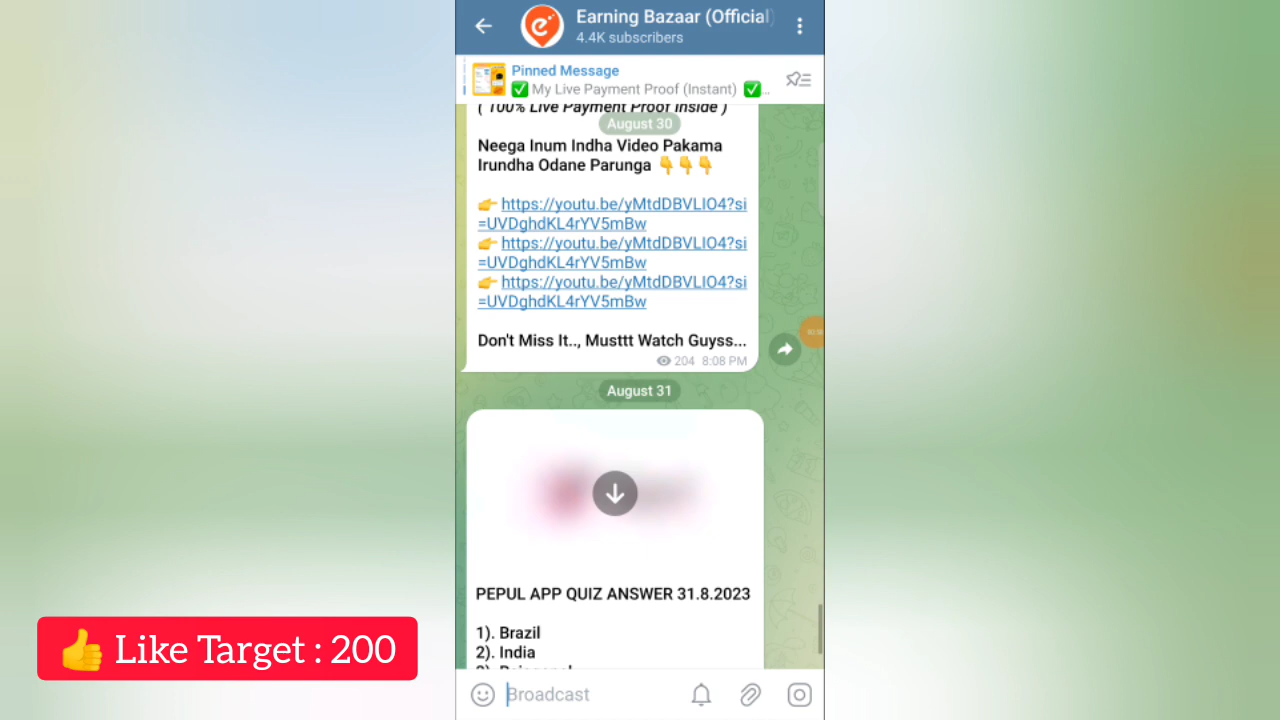 Earning Bazaar (Official)
4.4K subscribers
Pinned Message
✅ My Live Payment Proof (Instant) ✅...
( 100% Live Payment Proof Inside )
August 30
Neega Inum Indha Video Pakama
Irundha Odane Parunga 👇👇👇
👉 https://youtu.be/yMtdDBVLIO4?si
=UVDghdKL4rYV5mBw
👉 https://youtu.be/yMtdDBVLIO4?si
=UVDghdKL4rYV5mBw
👉 https://youtu.be/yMtdDBVLIO4?si
=UVDghdKL4rYV5mBw
Don't Miss It.., Musttt Watch Guyss...
204 8:08 PM
August 31
PEPUL APP QUIZ ANSWER 31.8.2023
1). Brazil
2). India
Broadcast
👍 Like Target : 200